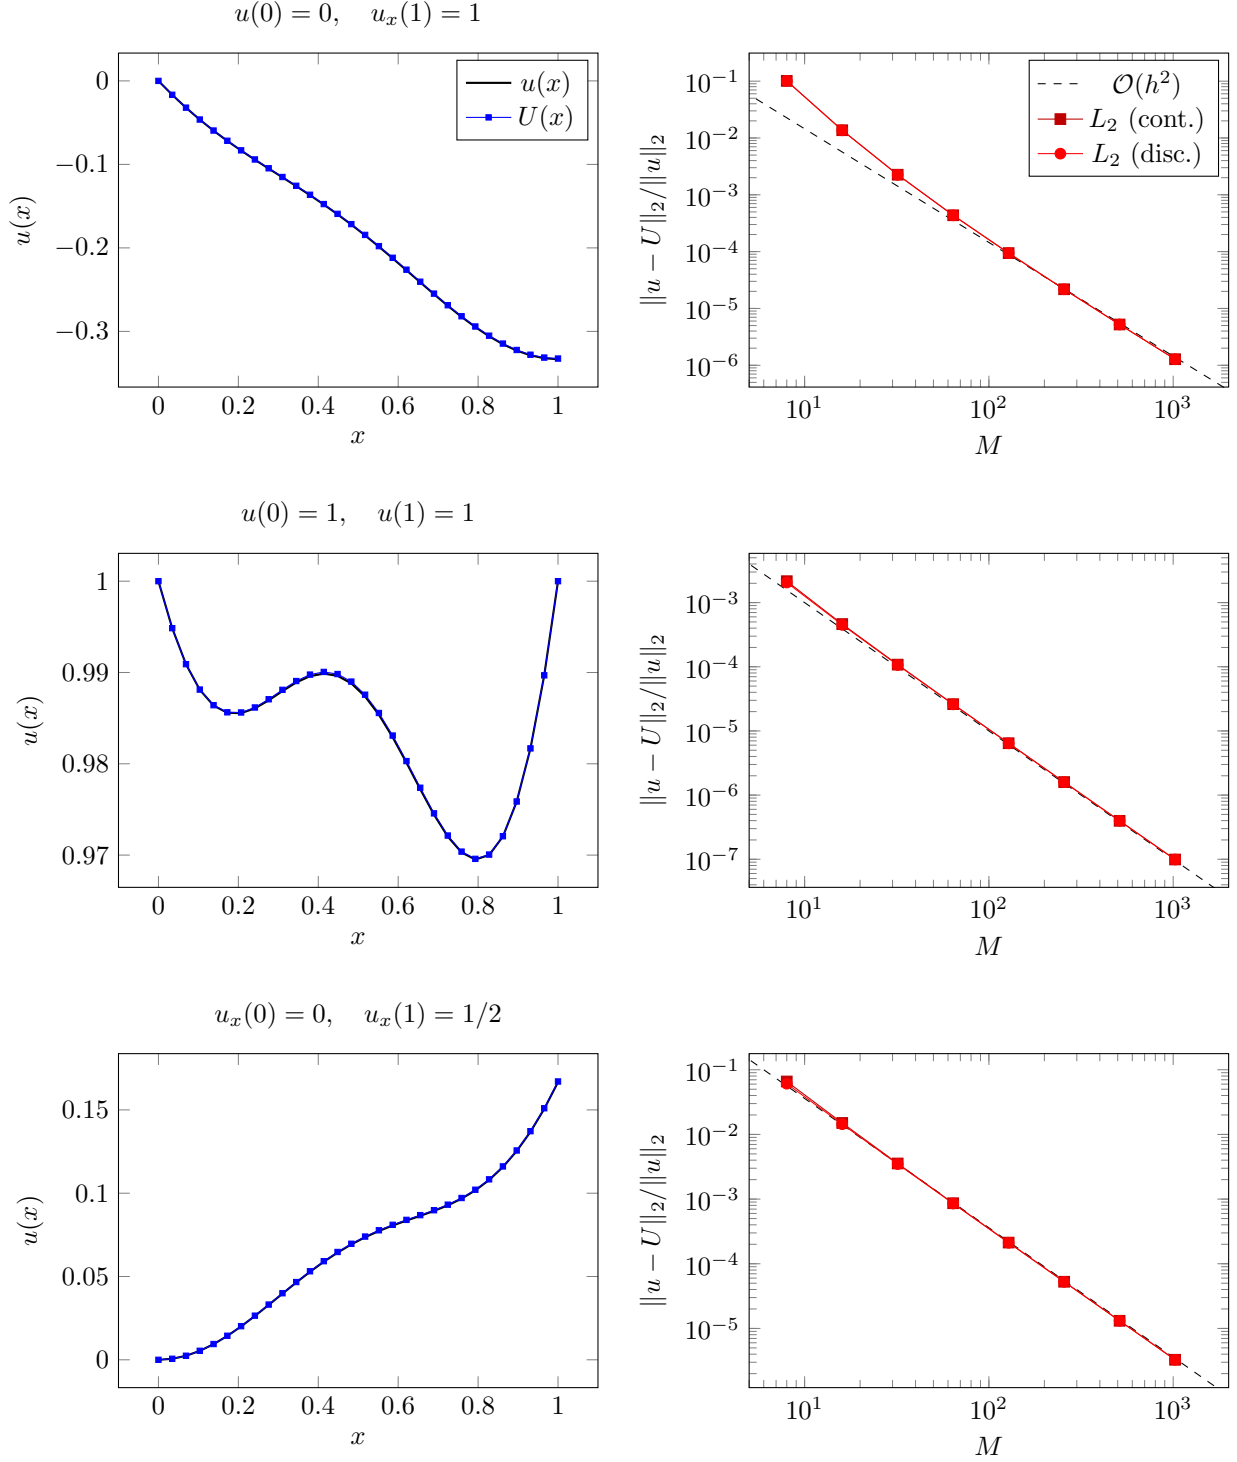 u(0) = 0, u_x(1) = 1
u(x)
0
−0.1
−0.2
−0.3
0 0.2 0.4 0.6 0.8 1
x
u(x)
U(x)
||u − U||_2/||u||_2
10^−1
10^−2
10^−3
10^−4
10^−5
10^−6
10^1 10^2 10^3
M
O(h^2)
L_2 (cont.)
L_2 (disc.)
u(0) = 1, u(1) = 1
u(x)
1
0.99
0.98
0.97
0 0.2 0.4 0.6 0.8 1
x
||u − U||_2/||u||_2
10^−3
10^−4
10^−5
10^−6
10^−7
10^1 10^2 10^3
M
u_x(0) = 0, u_x(1) = 1/2
u(x)
0.15
0.1
0.05
0
0 0.2 0.4 0.6 0.8 1
x
||u − U||_2/||u||_2
10^−1
10^−2
10^−3
10^−4
10^−5
10^1 10^2 10^3
M